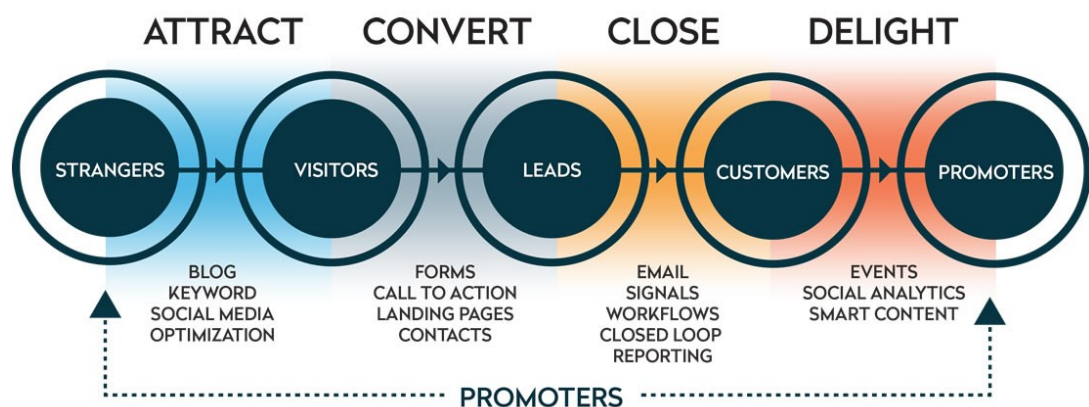 ATTRACT CONVERT CLOSE DELIGHT
STRANGERS VISITORS LEADS CUSTOMERS PROMOTERS
BLOG
KEYWORD
SOCIAL MEDIA
OPTIMIZATION
FORMS
CALL TO ACTION
LANDING PAGES
CONTACTS
EMAIL
SIGNALS
WORKFLOWS
CLOSED LOOP
REPORTING
EVENTS
SOCIAL ANALYTICS
SMART CONTENT
PROMOTERS